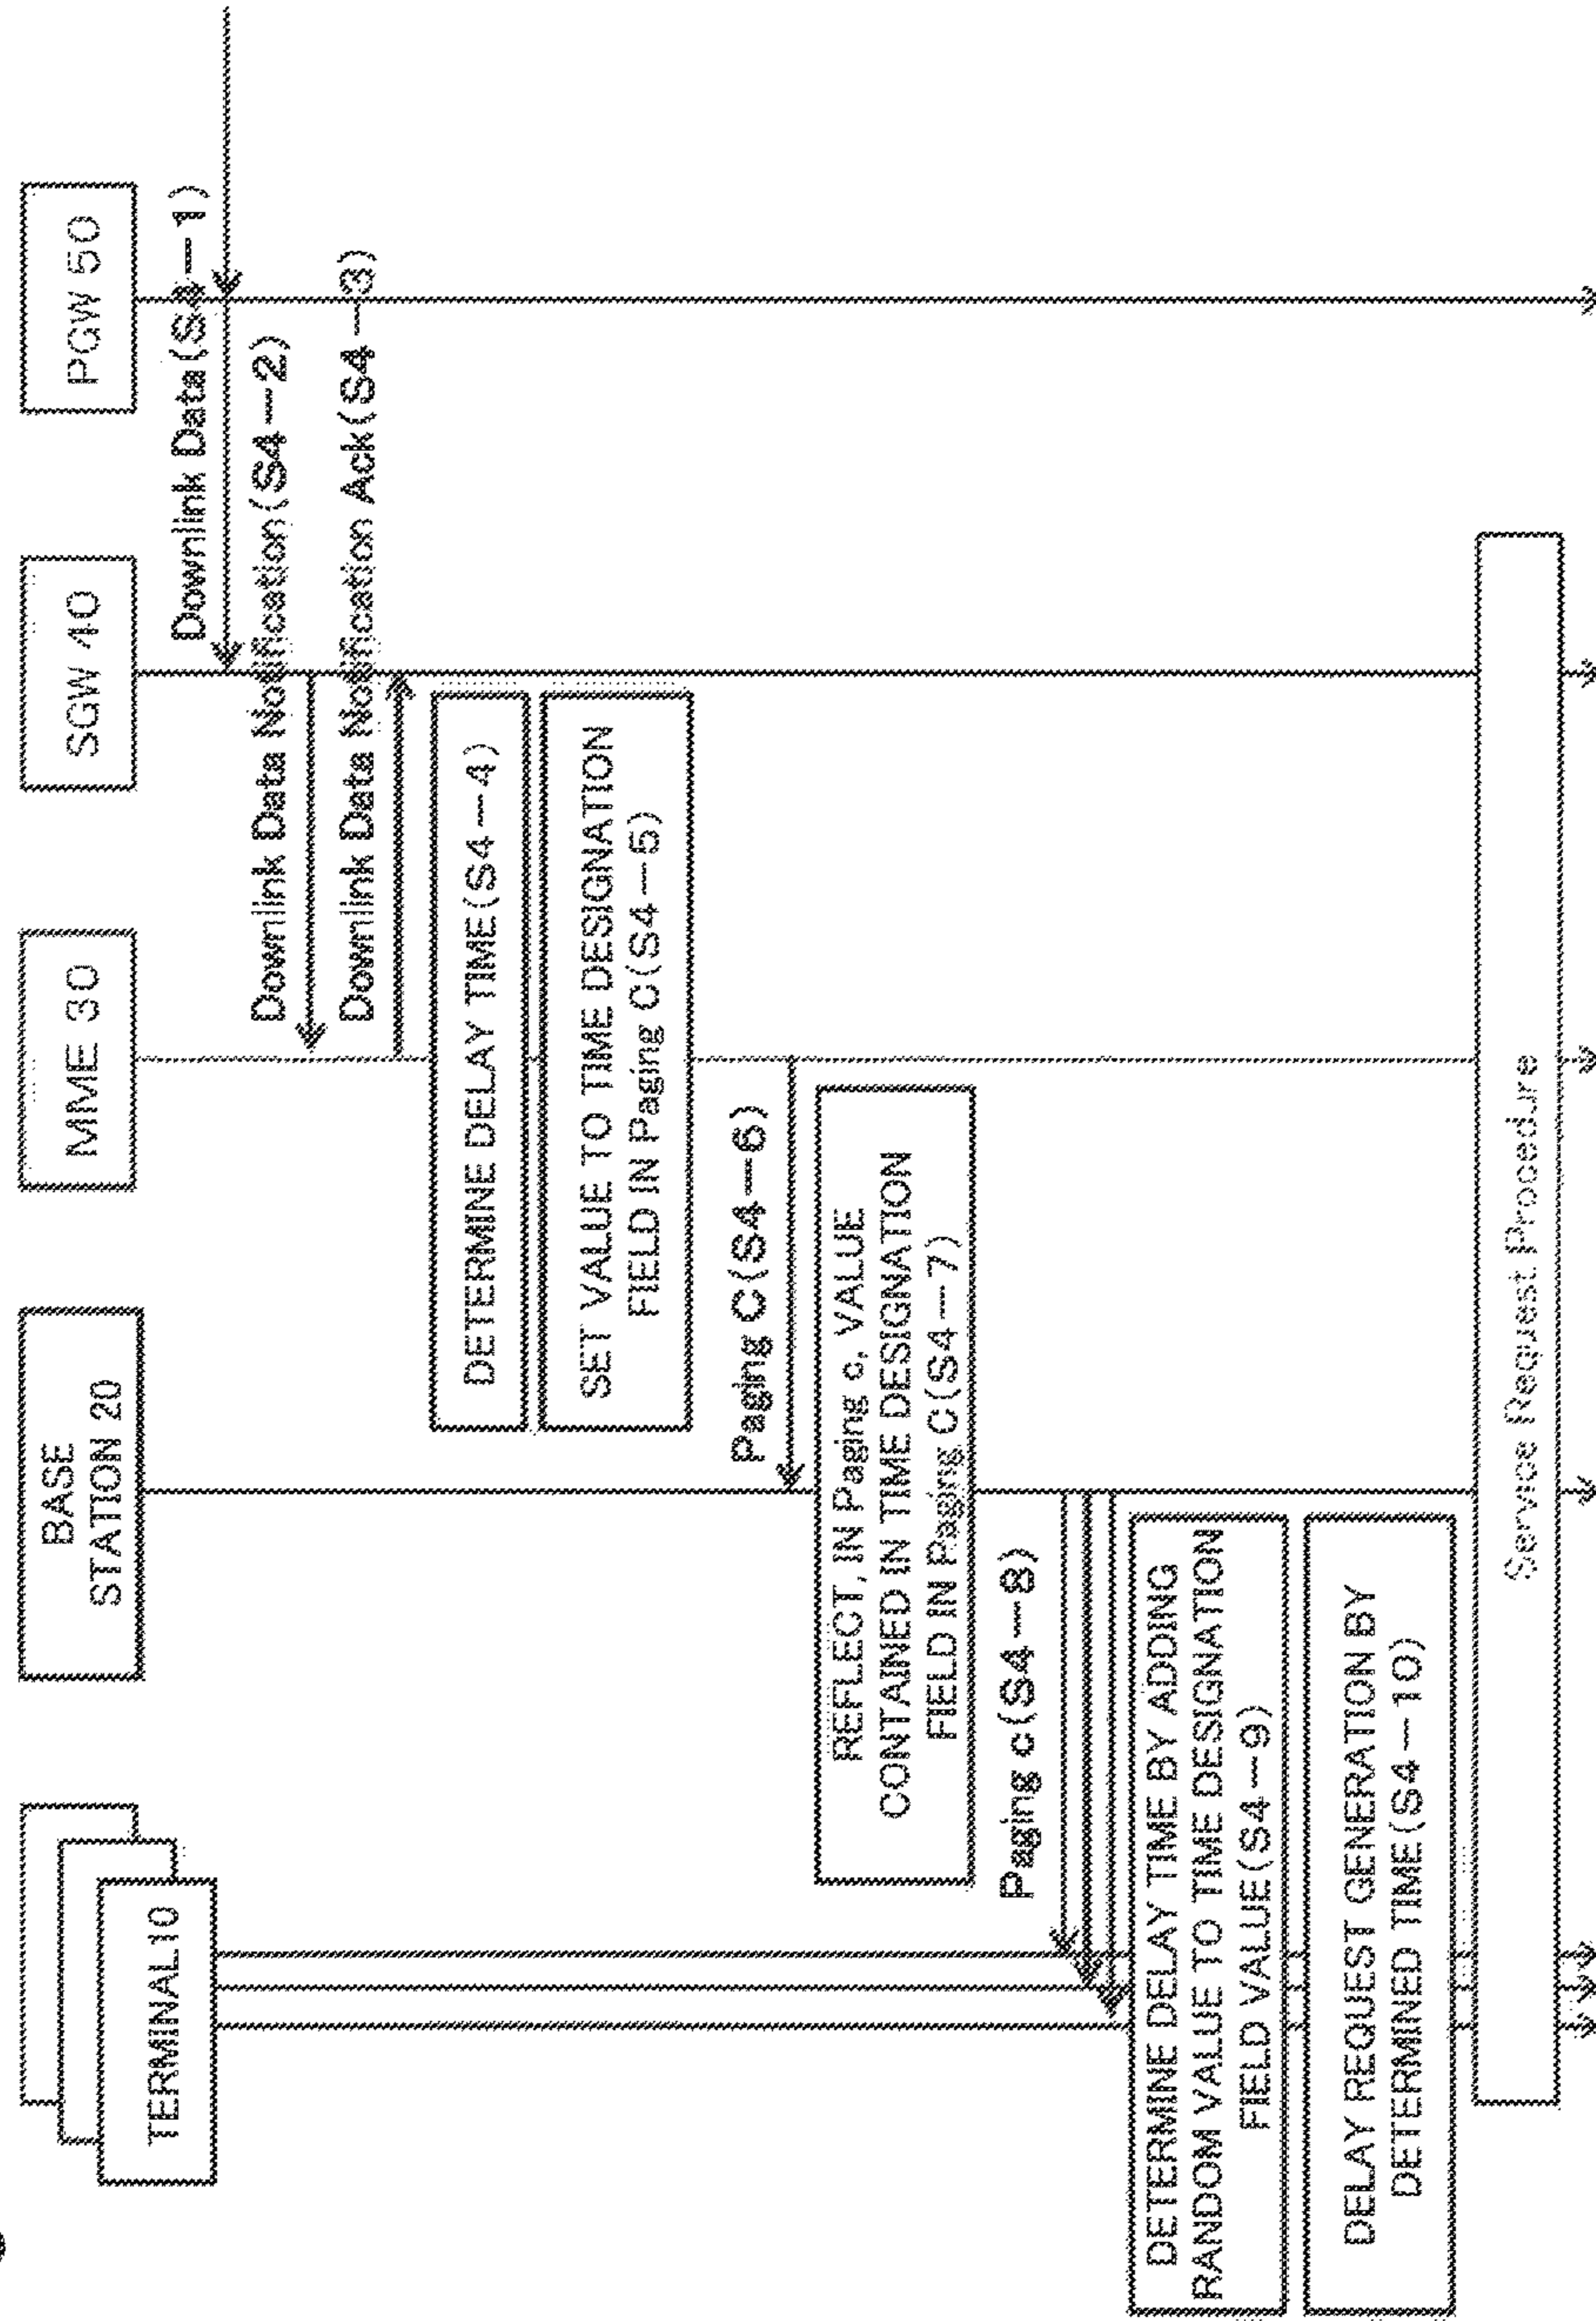 TERMINAL10
BASE
STATION 20
MME 30
SGW 40
PGW 50
Downlink Data(S4-1)
Downlink Data Notification(S4-2)
Downlink Data Notification Ack(S4-3)
DETERMINE DELAY TIME(S4-4)
SET VALUE TO TIME DESIGNATION
FIELD IN Paging C(S4-5)
Paging C(S4-6)
REFLECT, IN Paging c, VALUE
CONTAINED IN TIME DESIGNATION
FIELD IN Paging C(S4-7)
Paging c(S4-8)
DETERMINE DELAY TIME BY ADDING
RANDOM VALUE TO TIME DESIGNATION
FIELD VALUE(S4-9)
DELAY REQUEST GENERATION BY
DETERMINED TIME(S4-10)
Service Request Procedure